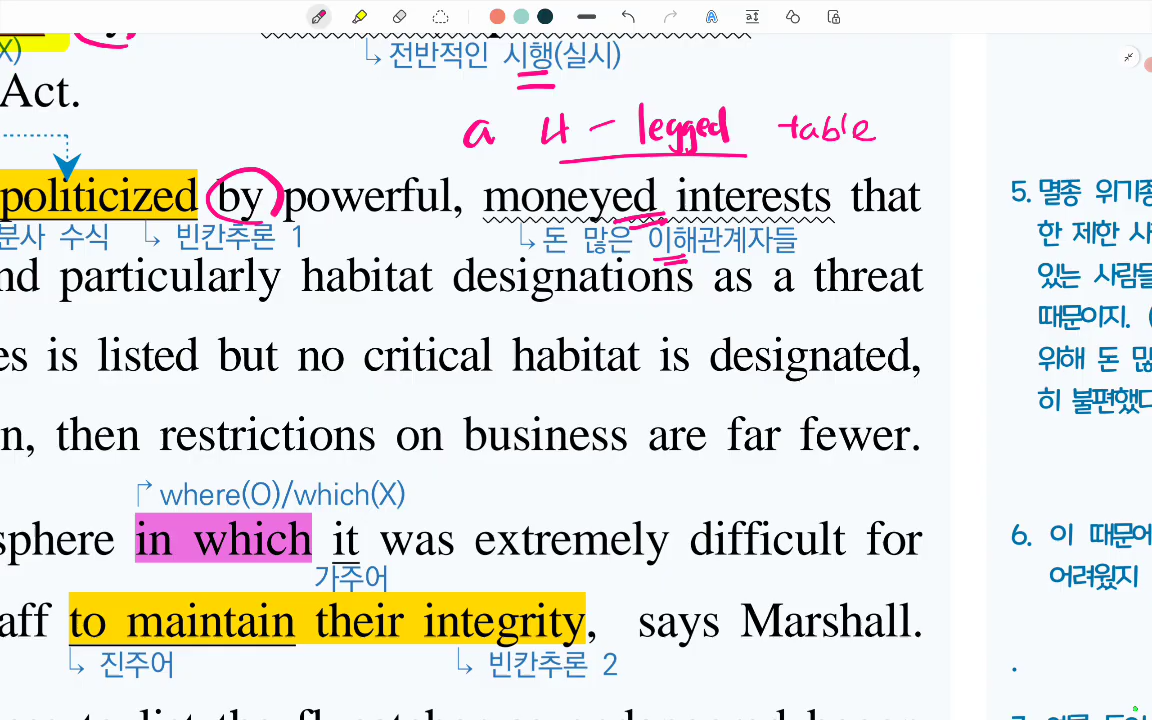 X)
↳ 전반적인 시행(실시)
Act.
a 4-legged table
politicized by powerful, moneyed interests that
분사 수식 ↳ 빈칸추론 1 ↳ 돈 많은 이해관계자들
nd particularly habitat designations as a threat
es is listed but no critical habitat is designated,
n, then restrictions on business are far fewer.
where(O)/which(X)
sphere in which it was extremely difficult for
가주어
aff to maintain their integrity, says Marshall.
↳ 진주어 ↳ 빈칸추론 2
5. 멸종 위기종
한 제한 사
있는 사람들
때문이지. (
위해 돈 많
히 불편했다
6. 이 때문에
어려웠지
.